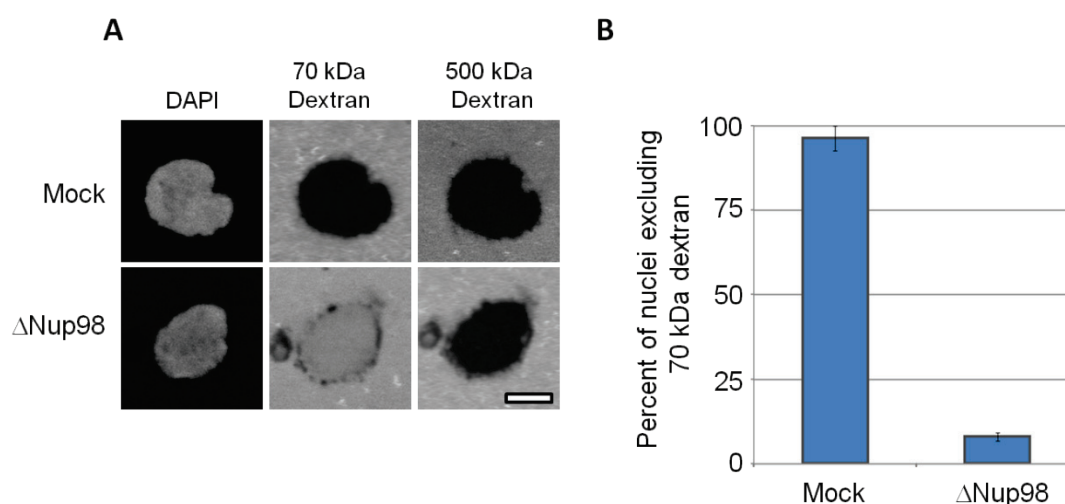 A
70 kDa
Dextran
500 kDa
Dextran
DAPI
Mock
ΔNup98
B
Percent of nuclei excluding
70 kDa dextran
100
75
50
25
0
Mock
ΔNup98